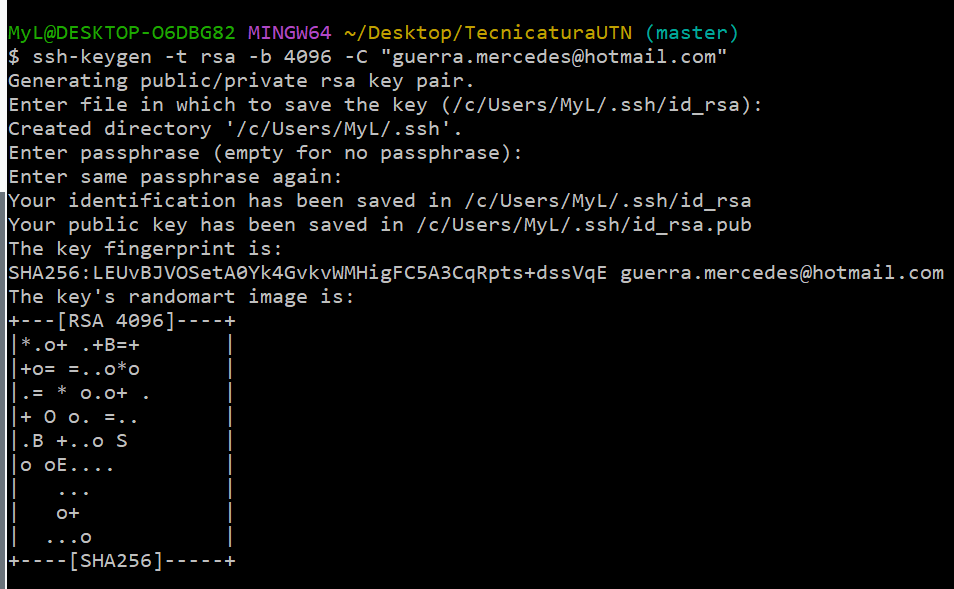 MyL@DESKTOP-O6DBG82 MINGW64 ~/Desktop/TecnicaturaUTN (master)
$ ssh-keygen -t rsa -b 4096 -C "guerra.mercedes@hotmail.com"
Generating public/private rsa key pair.
Enter file in which to save the key (/c/Users/MyL/.ssh/id_rsa):
Created directory '/c/Users/MyL/.ssh'.
Enter passphrase (empty for no passphrase):
Enter same passphrase again:
Your identification has been saved in /c/Users/MyL/.ssh/id_rsa
Your public key has been saved in /c/Users/MyL/.ssh/id_rsa.pub
The key fingerprint is:
SHA256:LEUvBJVOSetA0Yk4GvkvWMHigFC5A3CqRpts+dssVqE guerra.mercedes@hotmail.com
The key's randomart image is:
+---[RSA 4096]----+
|*.o+ .+B=+       |
|+o= =..o*o       |
|.= * o.o+ .      |
|+ O o. =..       |
|.B +..o S        |
|o oE....         |
|   ...           |
|   o+            |
|  ...o           |
+----[SHA256]-----+